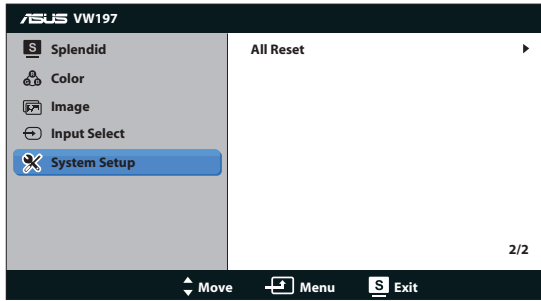 ASUS VW197
S Splendid
Color
Image
Input Select
System Setup
All Reset
2/2
Move Menu S Exit